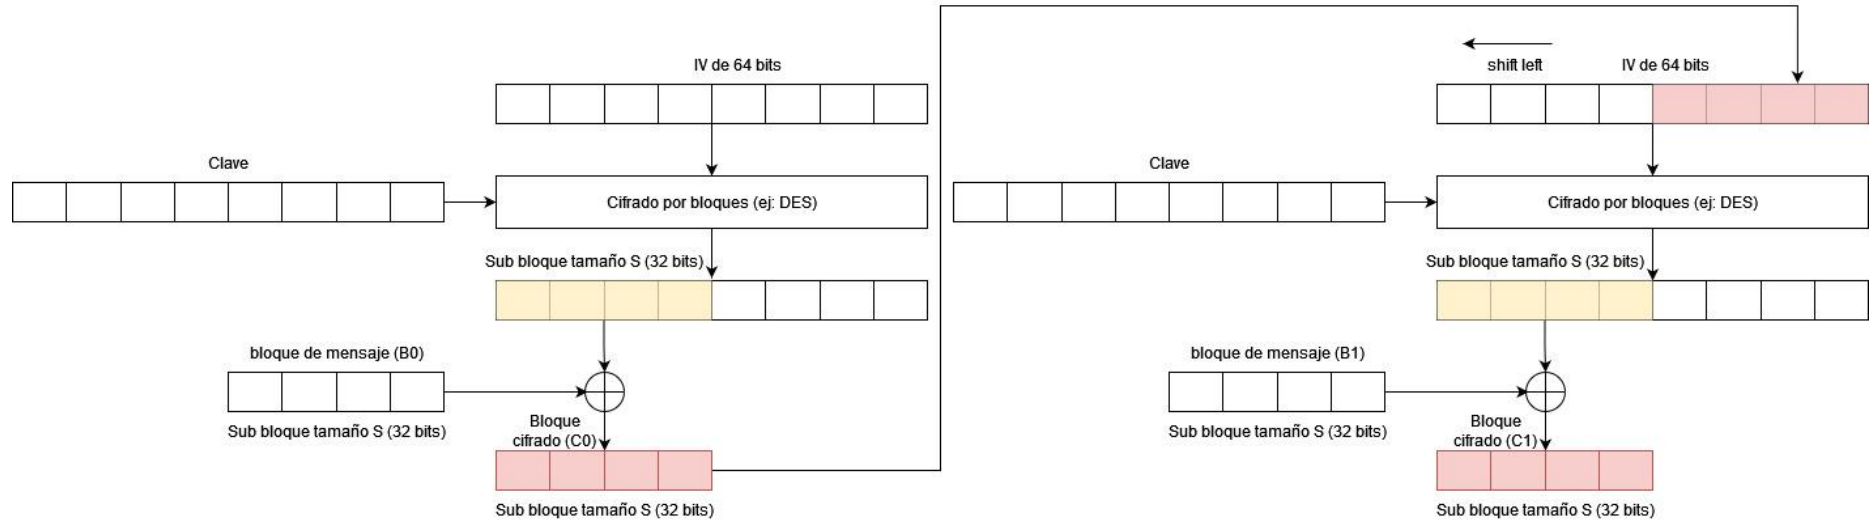 IV de 64 bits
Clave
Cifrado por bloques (ej: DES)
Sub bloque tamaño S (32 bits)
bloque de mensaje (B0)
Sub bloque tamaño S (32 bits)
Bloque
cifrado (C0)
Sub bloque tamaño S (32 bits)
shift left
IV de 64 bits
Clave
Cifrado por bloques (ej: DES)
Sub bloque tamaño S (32 bits)
bloque de mensaje (B1)
Sub bloque tamaño S (32 bits)
Bloque
cifrado (C1)
Sub bloque tamaño S (32 bits)